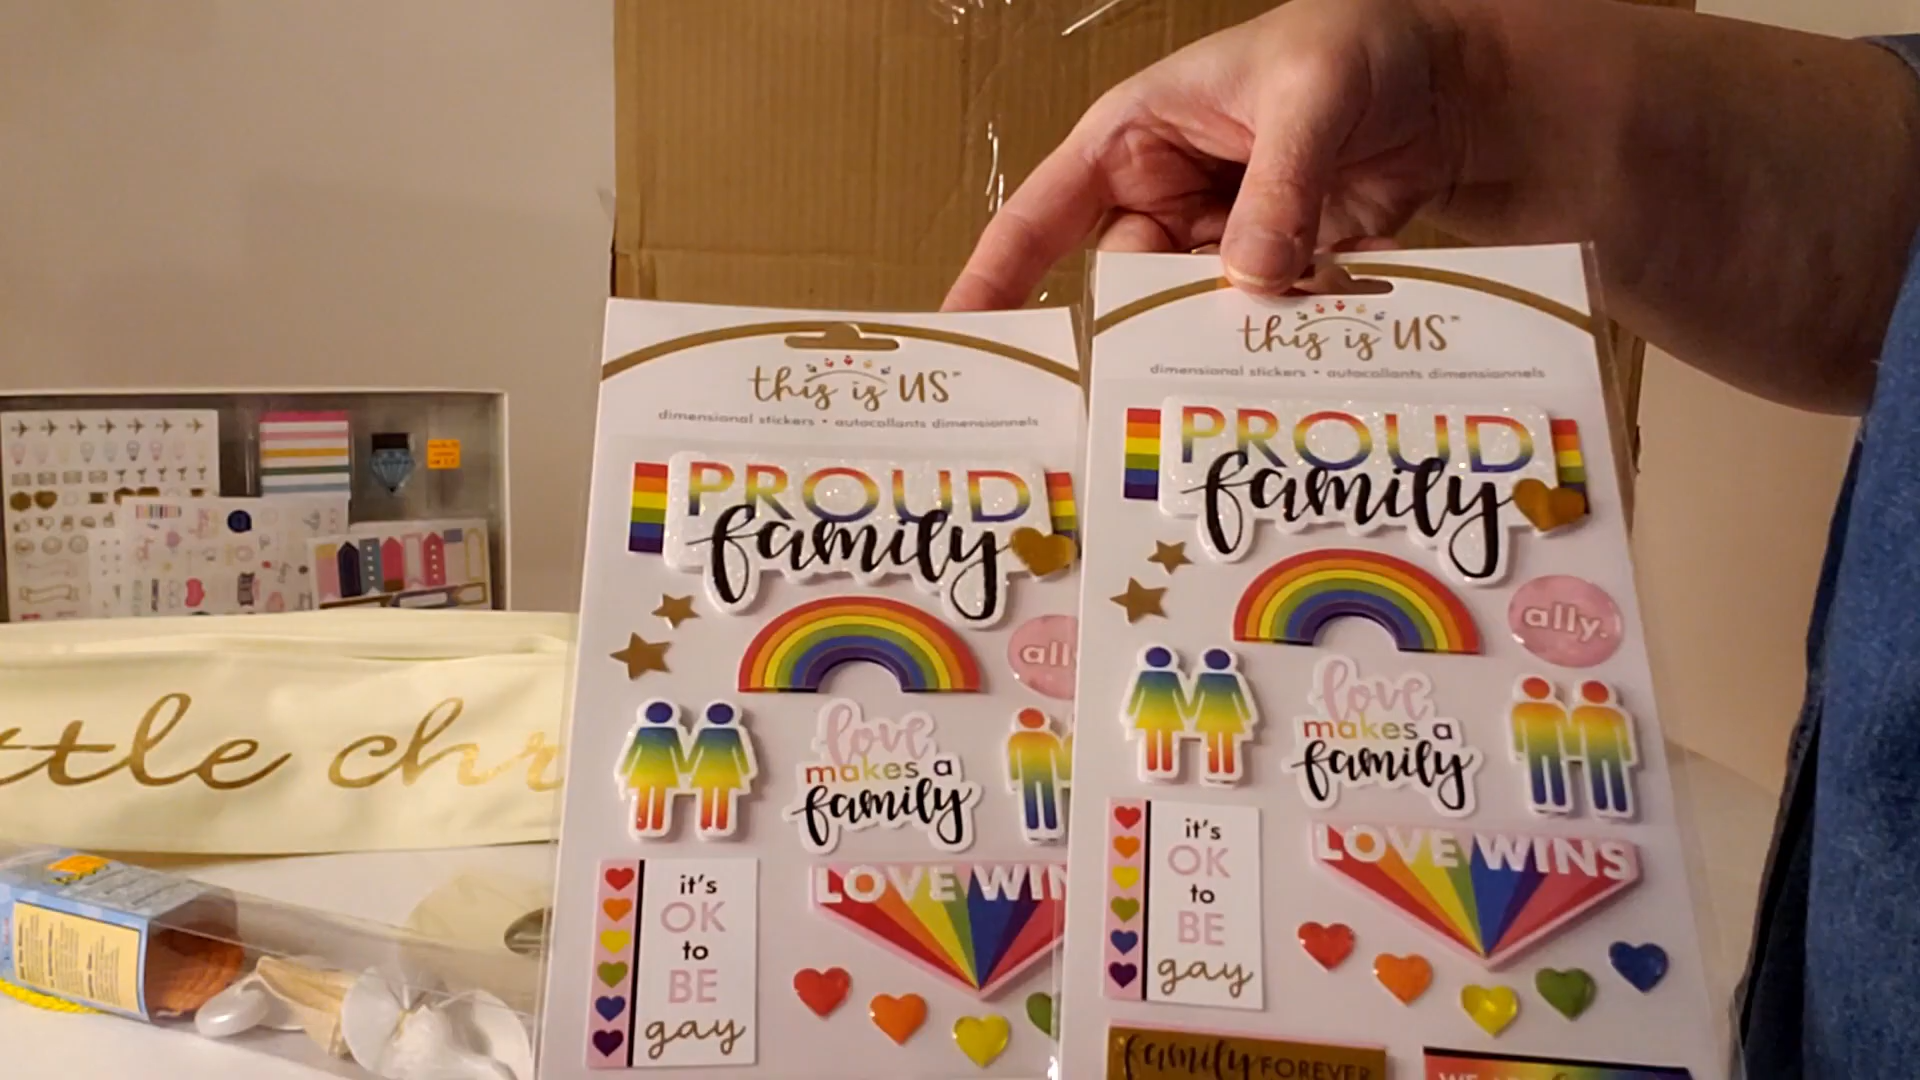 this is US™
dimensional stickers • autocollants dimensionnels
PROUD
family
all
love
makes a
family
it's
OK
to
BE
gay
LOVE WIN
this is US™
dimensional stickers • autocollants dimensionnels
PROUD
family
ally.
love
makes a
family
it's
OK
to
BE
gay
LOVE WINS
family FOREVER
ttle chr